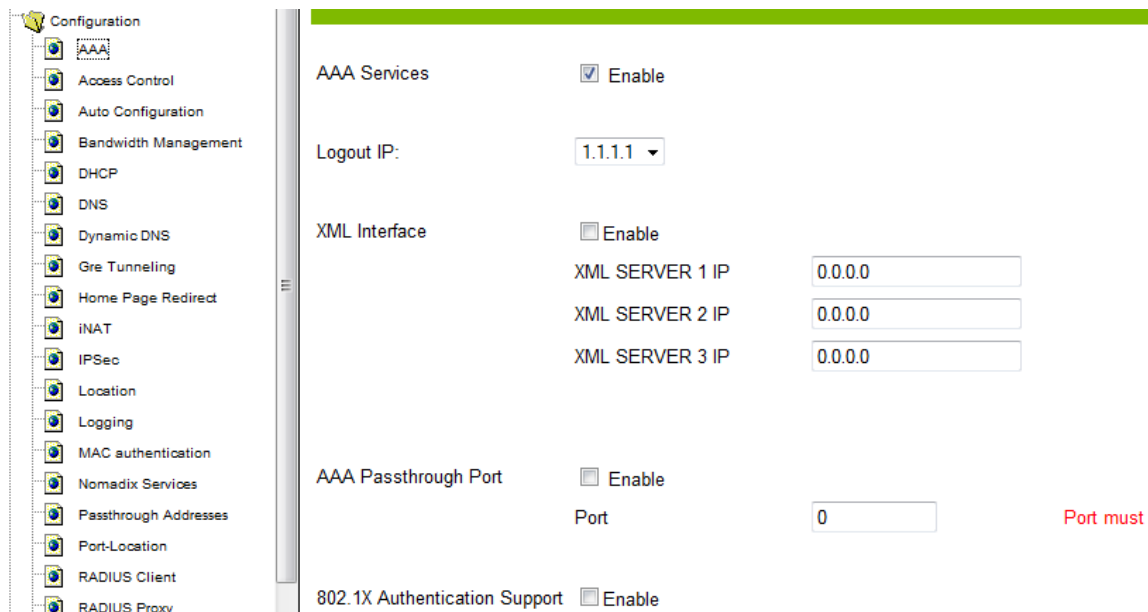 Configuration
AAA
Access Control
Auto Configuration
Bandwidth Management
DHCP
DNS
Dynamic DNS
Gre Tunneling
Home Page Redirect
iNAT
IPSec
Location
Logging
MAC authentication
Nomadix Services
Passthrough Addresses
Port-Location
RADIUS Client
RADIUS Proxy
AAA Services Enable
Logout IP: 1.1.1.1
XML Interface Enable
XML SERVER 1 IP 0.0.0.0
XML SERVER 2 IP 0.0.0.0
XML SERVER 3 IP 0.0.0.0
AAA Passthrough Port Enable
Port 0 Port must
802.1X Authentication Support Enable